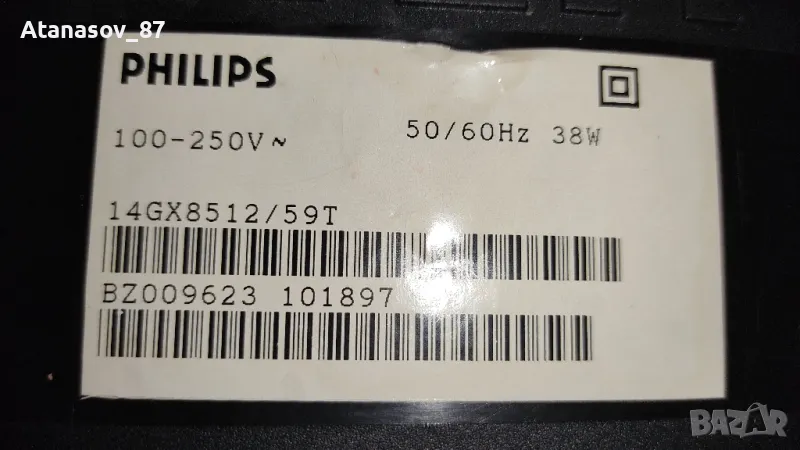 Atanasov_87
PHILIPS
100-250V~ 50/60Hz 38W
14GX8512/59T
BZ009623 101897
BAZAR